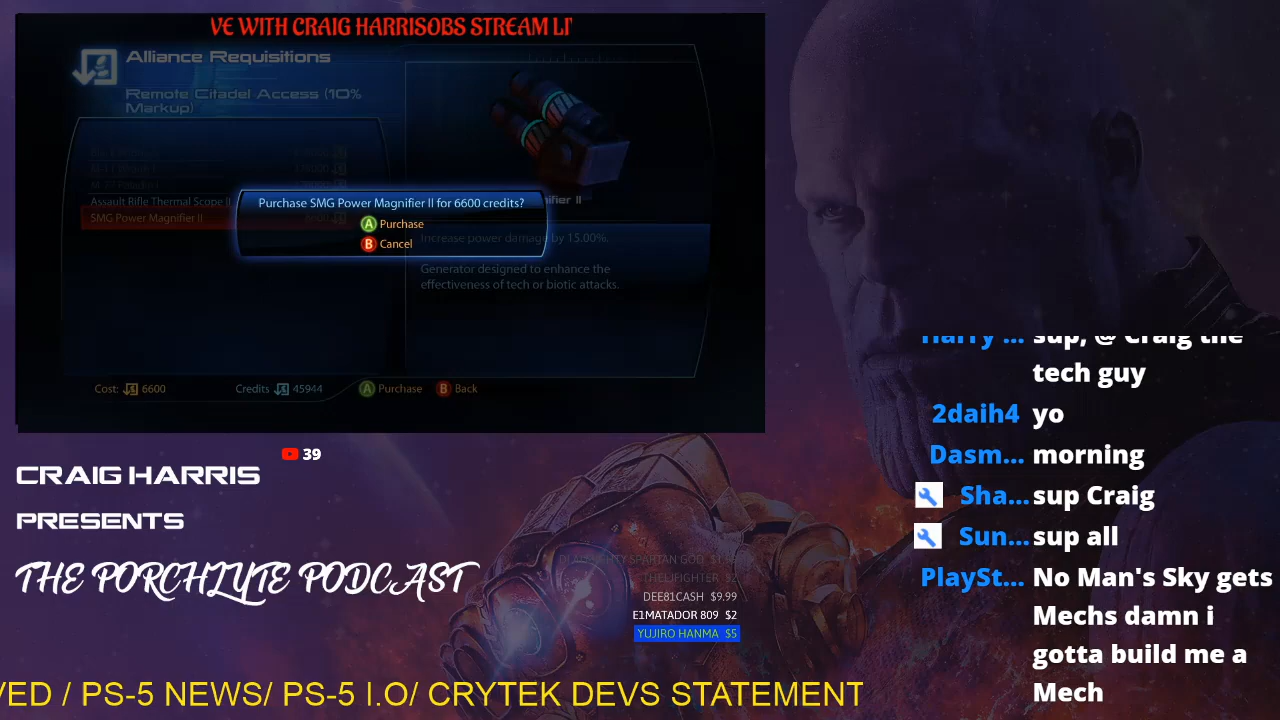 VE WITH CRAIG HARRISOBS STREAM LI
Alliance Requisitions
Remote Citadel Access (10%
Markup)
Assault Rifle Thermal Scope II
SMG Power Magnifier II
Purchase SMG Power Magnifier II for 6600 credits?
A Purchase
B Cancel
Increase power damage by 15.00%.
Generator designed to enhance the
effectiveness of tech or biotic attacks.
Cost: 6600
Credits 45944
A Purchase B Back
39
CRAIG HARRIS
PRESENTS
THE PORCHLYTE PODCAST
THELJFIGHTER $2
DEE81CASH $9.99
E1MATADOR 809 $2
YUJIRO HANMA $5
Harry ... sup, @ Craig the
tech guy
2daih4 yo
Dasm... morning
Sha... sup Craig
Sun... sup all
PlaySt... No Man's Sky gets
Mechs damn i
gotta build me a
Mech
VED / PS-5 NEWS/ PS-5 I.O/ CRYTEK DEVS STATEMENT